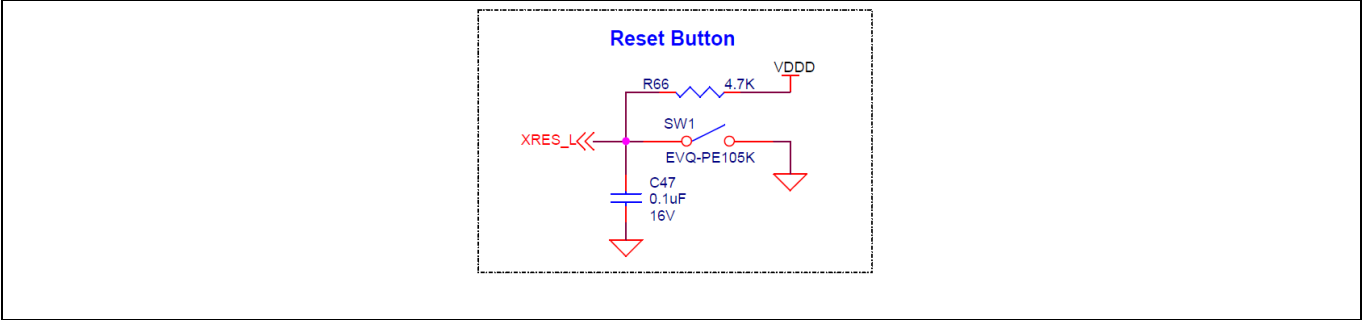 Reset Button
VDDD
R66 4.7K
SW1
XRES_L
EVQ-PE105K
C47
0.1uF
16V